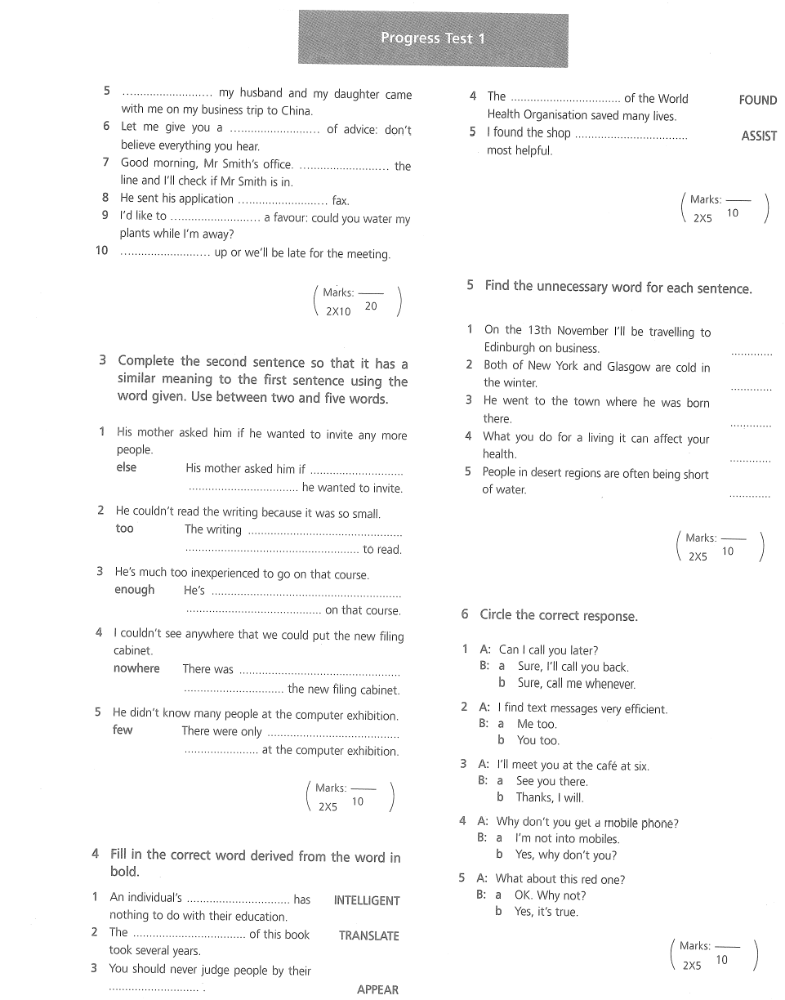 Progress Test 1
5 .......................... my husband and my daughter came
with me on my business trip to China.
6 Let me give you a .......................... of advice: don't
believe everything you hear.
7 Good morning, Mr Smith's office. .......................... the
line and I'll check if Mr Smith is in.
8 He sent his application .......................... fax.
9 I'd like to .......................... a favour: could you water my
plants while I'm away?
10 .......................... up or we'll be late for the meeting.
Marks: ____
2X10 20
3 Complete the second sentence so that it has a
similar meaning to the first sentence using the
word given. Use between two and five words.
1 His mother asked him if he wanted to invite any more
people.
else His mother asked him if ..........................
............................... he wanted to invite.
2 He couldn't read the writing because it was so small.
too The writing ............................................
................................................. to read.
3 He's much too inexperienced to go on that course.
enough He's .....................................................
...................................... on that course.
4 I couldn't see anywhere that we could put the new filing
cabinet.
nowhere There was .............................................
............................ the new filing cabinet.
5 He didn't know many people at the computer exhibition.
few There were only .....................................
..................... at the computer exhibition.
Marks: ____
2X5 10
4 Fill in the correct word derived from the word in
bold.
1 An individual's ............................. has INTELLIGENT
nothing to do with their education.
2 The ................................ of this book TRANSLATE
took several years.
3 You should never judge people by their
.......................... . APPEAR
4 The ............................... of the World FOUND
Health Organisation saved many lives.
5 I found the shop ................................ ASSIST
most helpful.
Marks: ____
2X5 10
5 Find the unnecessary word for each sentence.
1 On the 13th November I'll be travelling to
Edinburgh on business. .............
2 Both of New York and Glasgow are cold in
the winter. .............
3 He went to the town where he was born
there. .............
4 What you do for a living it can affect your
health. .............
5 People in desert regions are often being short
of water. .............
Marks: ____
2X5 10
6 Circle the correct response.
1 A: Can I call you later?
B: a Sure, I'll call you back.
b Sure, call me whenever.
2 A: I find text messages very efficient.
B: a Me too.
b You too.
3 A: I'll meet you at the café at six.
B: a See you there.
b Thanks, I will.
4 A: Why don't you get a mobile phone?
B: a I'm not into mobiles.
b Yes, why don't you?
5 A: What about this red one?
B: a OK. Why not?
b Yes, it's true.
Marks: ____
2X5 10